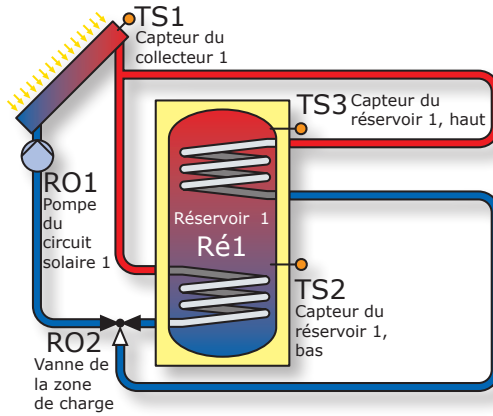 TS1
Capteur du
collecteur 1
TS3 Capteur du
réservoir 1, haut
RO1
Pompe
du
circuit
solaire 1
Réservoir 1
Ré1
TS2
Capteur du
réservoir 1,
bas
RO2
Vanne de
la zone
de charge